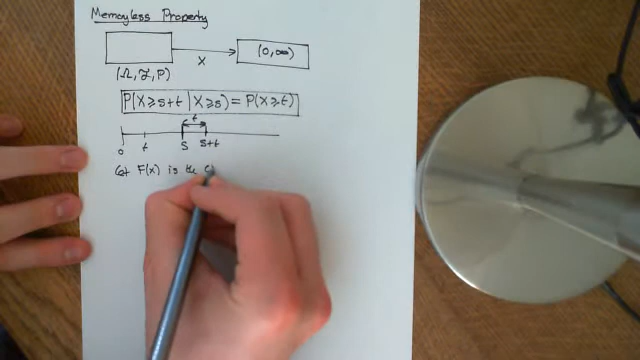 Memoryless Property
(0,∞)
X
(Ω, F, P)
P(X ≥ s+t | X ≥ s) = P(X ≥ t)
t
0 t s s+t
Let F(x) is the